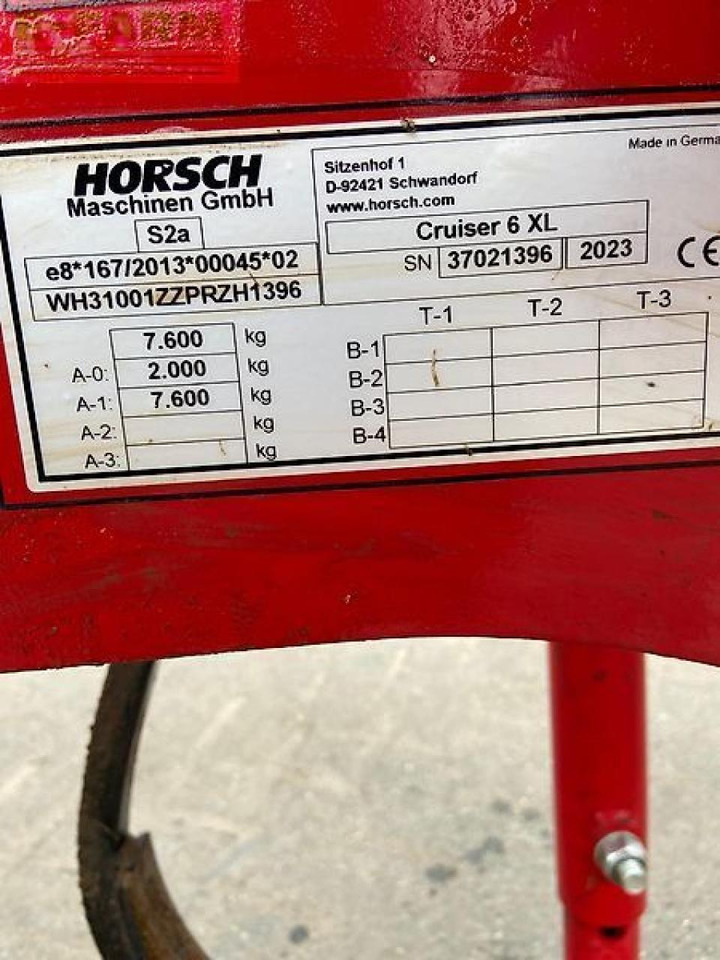 FARM
HORSCH
Maschinen GmbH
S2a
e8*167/2013*00045*02
WH31001ZZPRZH1396
Sitzenhof 1
D-92421 Schwandorf
www.horsch.com
Made in Germa
Cruiser 6 XL
SN 37021396 2023 CE
7.600 kg
A-0: 2.000 kg
A-1: 7.600 kg
A-2: kg
A-3: kg
T-1 T-2 T-3
B-1
B-2
B-3
B-4